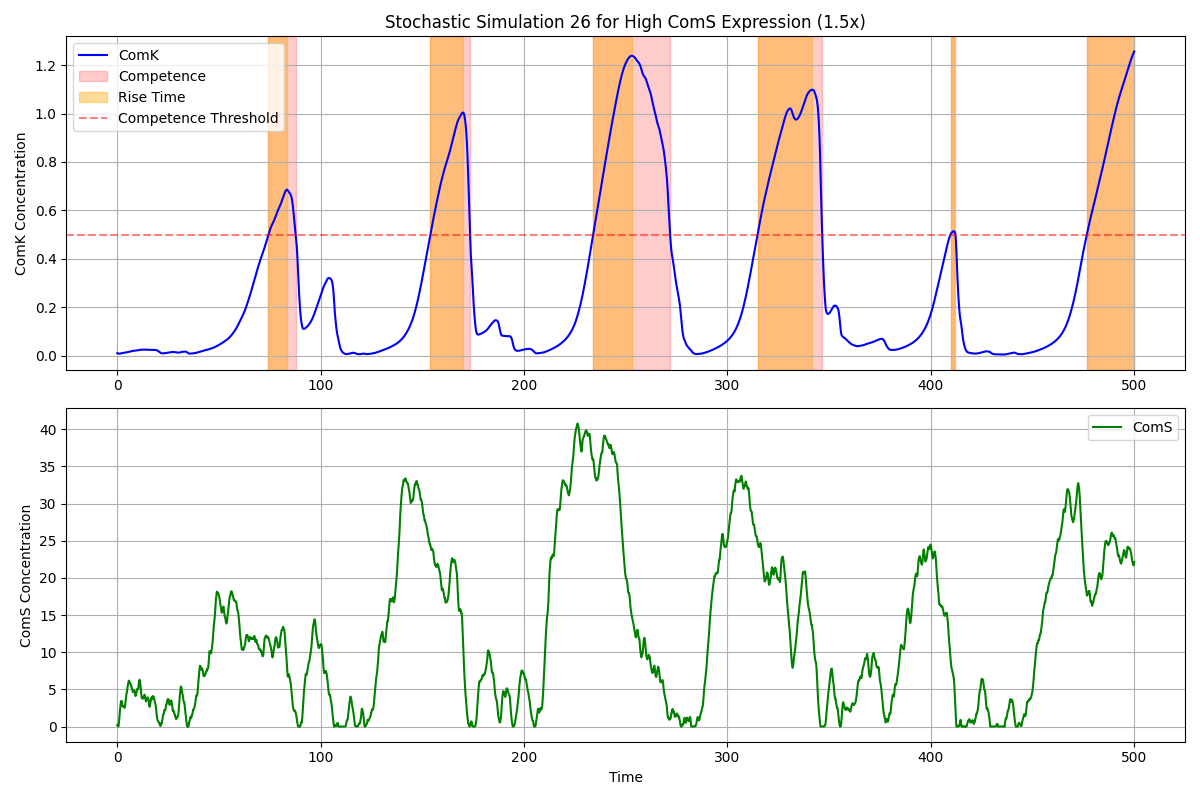 Stochastic Simulation 26 for High ComS Expression (1.5x)
ComK
Competence
Rise Time
Competence Threshold
ComK Concentration
1.2
1.0
0.8
0.6
0.4
0.2
0.0
0 100 200 300 400 500
ComS
ComS Concentration
40
35
30
25
20
15
10
5
0
0 100 200 300 400 500
Time